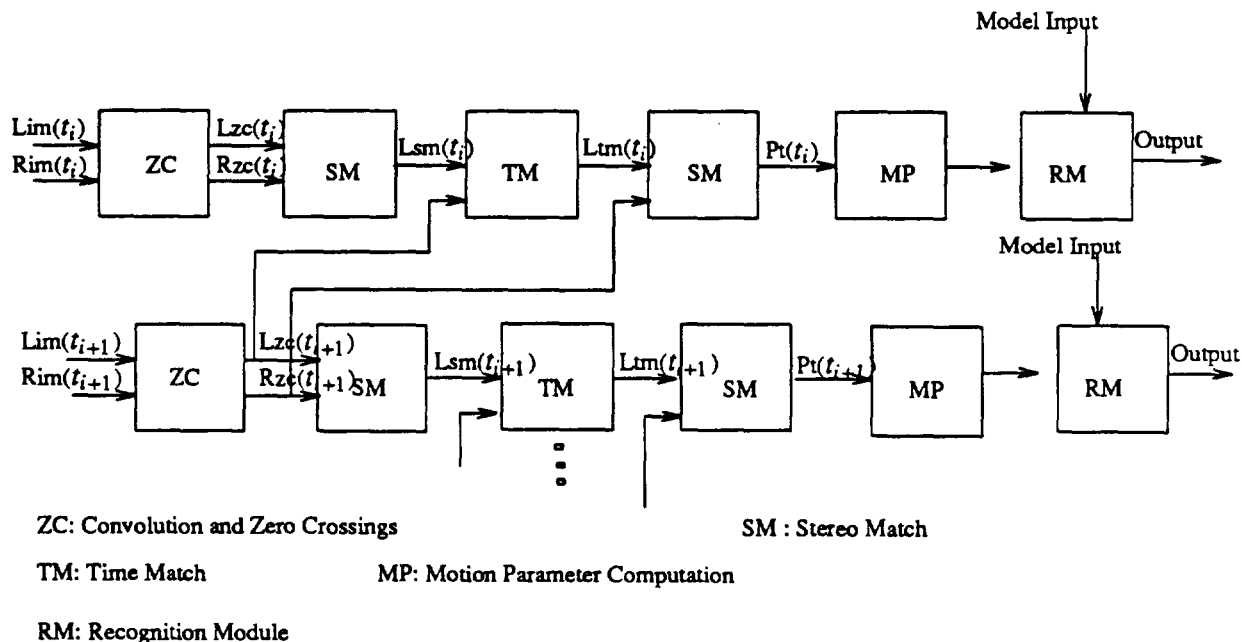 Model Input
Lim(t_i)
Rim(t_i)
ZC
Lzc(t_i)
Rzc(t_i)
SM
Lsm(t_i)
TM
Ltm(t_i)
SM
Pt(t_i)
MP
RM
Output
Model Input
Lim(t_{i+1})
Rim(t_{i+1})
ZC
Lzc(t_{i+1})
Rzc(t_{i+1})
SM
Lsm(t_{i+1})
TM
Ltm(t_{i+1})
SM
Pt(t_{i+1})
MP
RM
Output
ZC: Convolution and Zero Crossings
SM : Stereo Match
TM: Time Match
MP: Motion Parameter Computation
RM: Recognition Module